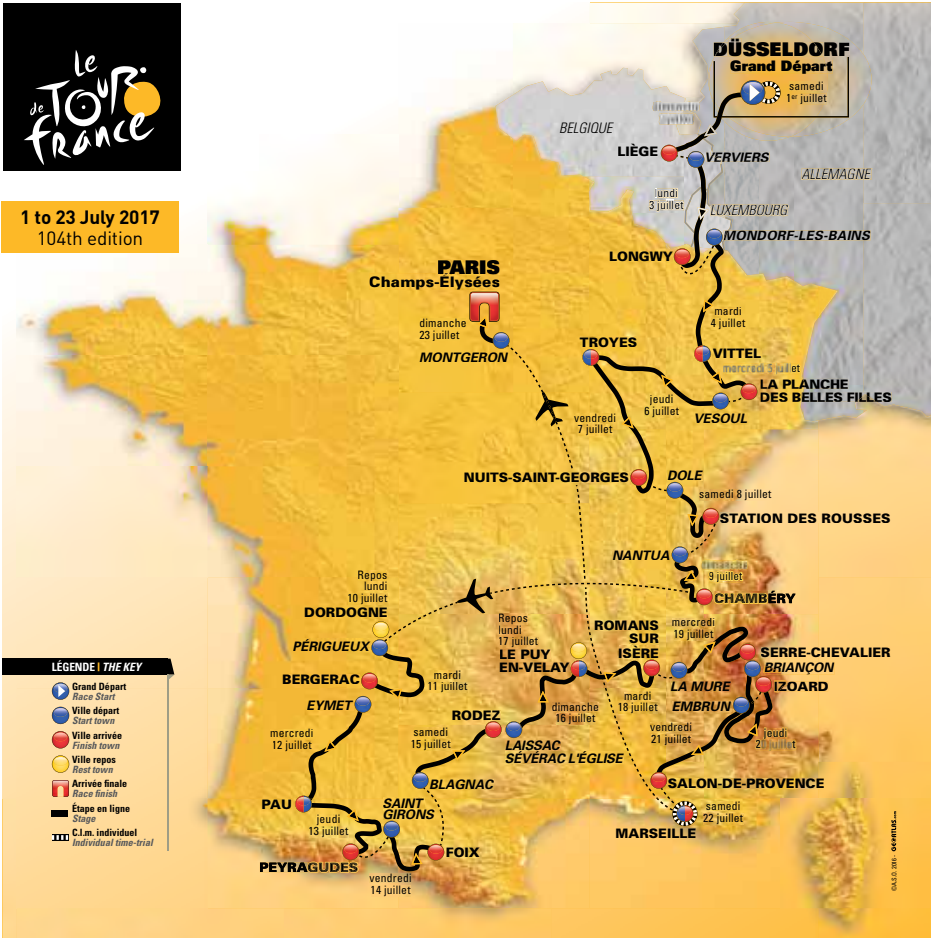 Le
de TOUR
france
1 to 23 July 2017
104th edition
DÜSSELDORF
Grand Départ
samedi
1er juillet
BELGIQUE
LIÈGE
VERVIERS
ALLEMAGNE
lundi
3 juillet
LUXEMBOURG
MONDORF-LES-BAINS
LONGWY
PARIS
Champs-Élysées
dimanche
23 juillet
MONTGERON
mardi
4 juillet
TROYES
VITTEL
mercredi 5 juillet
LA PLANCHE
DES BELLES FILLES
jeudi
6 juillet
VESOUL
vendredi
7 juillet
NUITS-SAINT-GEORGES
DOLE
samedi 8 juillet
STATION DES ROUSSES
NANTUA
dimanche
9 juillet
CHAMBÉRY
Repos
lundi
10 juillet
DORDOGNE
PÉRIGUEUX
BERGERAC
mardi
11 juillet
EYMET
mercredi
12 juillet
PAU
jeudi
13 juillet
PEYRAGUDES
SAINT
GIRONS
vendredi
14 juillet
FOIX
BLAGNAC
samedi
15 juillet
RODEZ
LAISSAC
SÉVÉRAC L'ÉGLISE
dimanche
16 juillet
Repos
lundi
17 juillet
LE PUY
EN-VELAY
ROMANS
SUR
ISÈRE
mardi
18 juillet
LA MURE
mercredi
19 juillet
SERRE-CHEVALIER
BRIANÇON
IZOARD
jeudi
juillet
EMBRUN
vendredi
21 juillet
SALON-DE-PROVENCE
samedi
22 juillet
MARSEILLE
LÉGENDE | THE KEY
Grand Départ
Race Start
Ville départ
Start town
Ville arrivée
Finish town
Ville repos
Rest town
Arrivée finale
Race finish
Étape en ligne
Stage
C.l.m. individuel
Individual time-trial
©A.S.O. 2016 - GEOATLAS.com